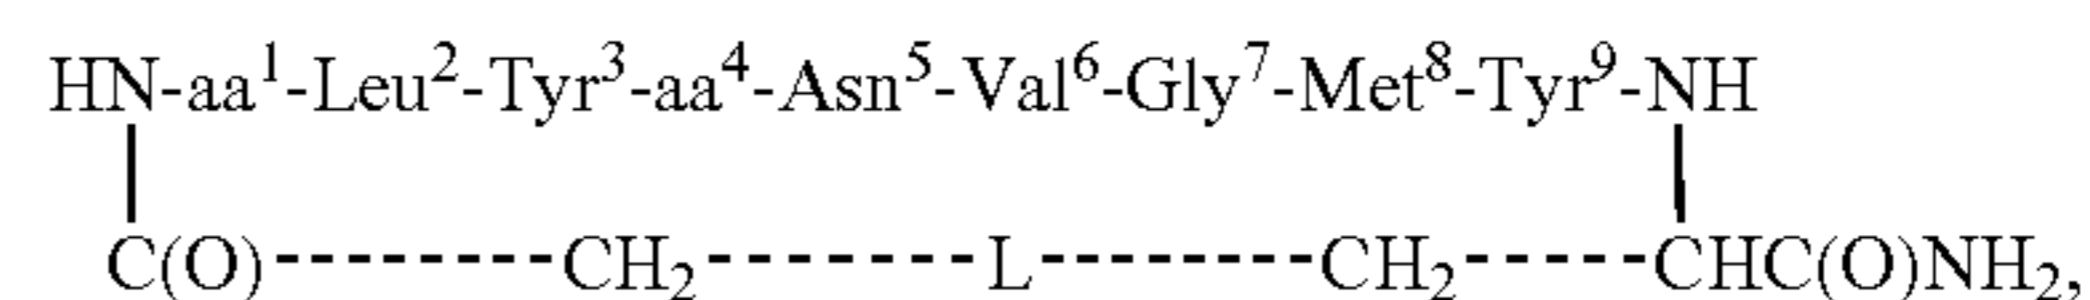 HN-aa¹-Leu²-Tyr³-aa⁴-Asn⁵-Val⁶-Gly⁷-Met⁸-Tyr⁹-NH
C(O)--------CH₂--------L--------CH₂-----CHC(O)NH₂,